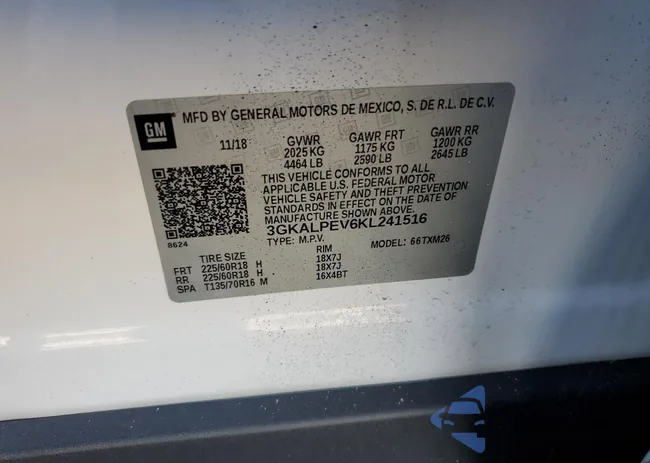 MFD BY GENERAL MOTORS DE MEXICO, S. DE R.L. DE C.V.
GM
11/18 GVWR GAWR FRT GAWR RR
2025 KG 1175 KG 1200 KG
4464 LB 2590 LB 2645 LB
THIS VEHICLE CONFORMS TO ALL
APPLICABLE U.S. FEDERAL MOTOR
VEHICLE SAFETY AND THEFT PREVENTION
STANDARDS IN EFFECT ON THE DATE OF
MANUFACTURE SHOWN ABOVE.
3GKALPEV6KL241516
8624
TYPE: M.P.V. MODEL: 66TXM26
TIRE SIZE RIM
FRT 225/60R18 H 18X7J
RR 225/60R18 H 18X7J
SPA T135/70R16 M 16X4BT